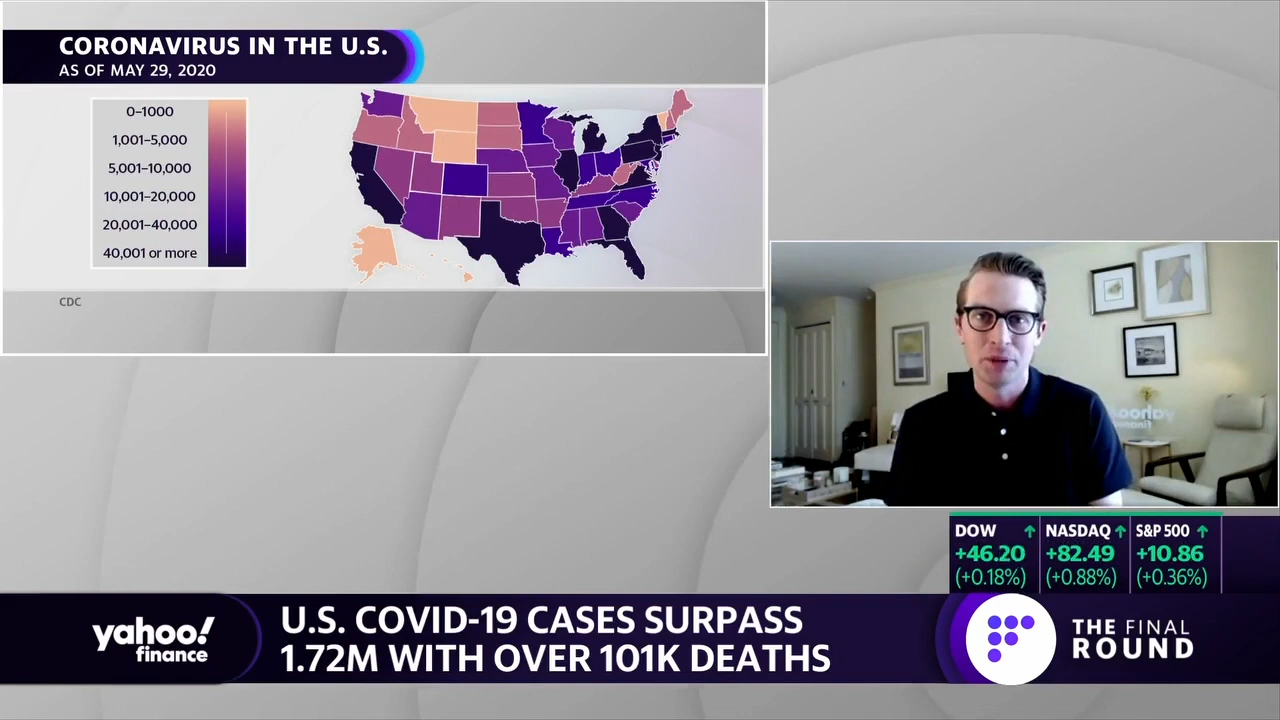 CORONAVIRUS IN THE U.S.
AS OF MAY 29, 2020
0–1000
1,001–5,000
5,001–10,000
10,001–20,000
20,001–40,000
40,001 or more
CDC
yahoo!
finance
DOW
+46.20
(+0.18%)
NASDAQ
+82.49
(+0.88%)
S&P 500
+10.86
(+0.36%)
yahoo!
finance
U.S. COVID-19 CASES SURPASS
1.72M WITH OVER 101K DEATHS
THE FINAL
ROUND